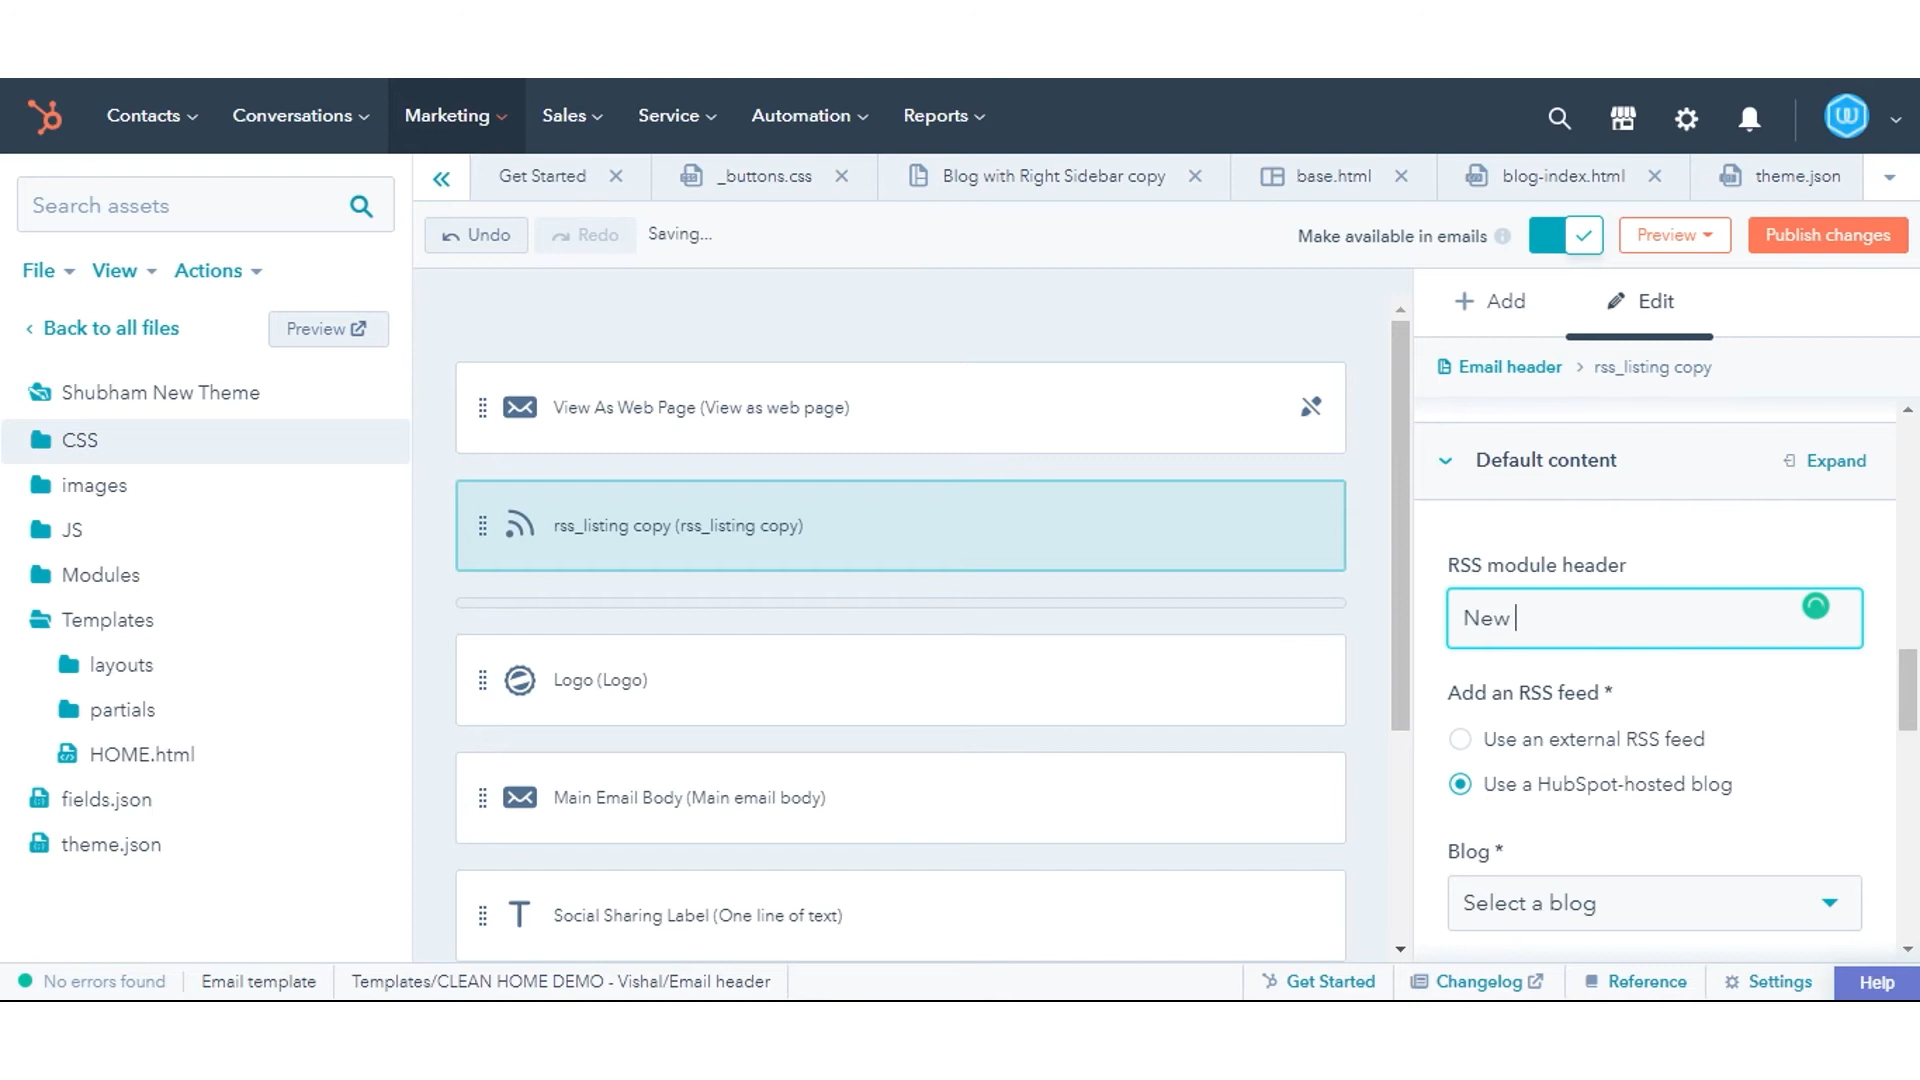 Contacts Conversations Marketing Sales Service Automation Reports
Search assets
File View Actions
Back to all files Preview
Shubham New Theme
CSS
images
JS
Modules
Templates
layouts
partials
HOME.html
fields.json
theme.json
Get Started _buttons.css Blog with Right Sidebar copy base.html blog-index.html theme.json
Undo Redo Saving... Make available in emails Preview Publish changes
View As Web Page (View as web page)
rss_listing copy (rss_listing copy)
Logo (Logo)
Main Email Body (Main email body)
Social Sharing Label (One line of text)
Add Edit
Email header > rss_listing copy
Default content Expand
RSS module header
New
Add an RSS feed *
Use an external RSS feed
Use a HubSpot-hosted blog
Blog *
Select a blog
No errors found Email template Templates/CLEAN HOME DEMO - Vishal/Email header Get Started Changelog Reference Settings Help